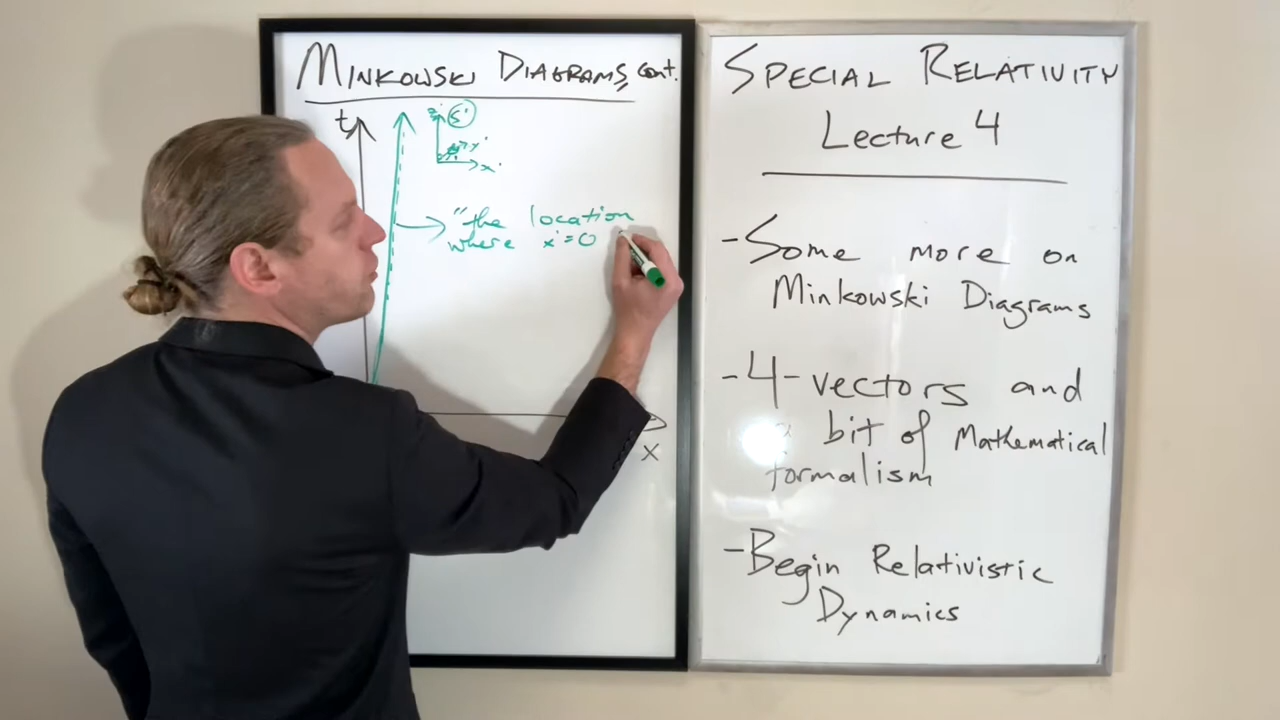 MINKOWSKI DIAGRAMS, cont.
t
S'
z'
y'
x'
"the location
where x'=0
x
SPECIAL RELATIVITY
Lecture 4
-Some more on
Minkowski Diagrams
-4-vectors and
a bit of Mathematical
formalism
-Begin Relativistic
Dynamics